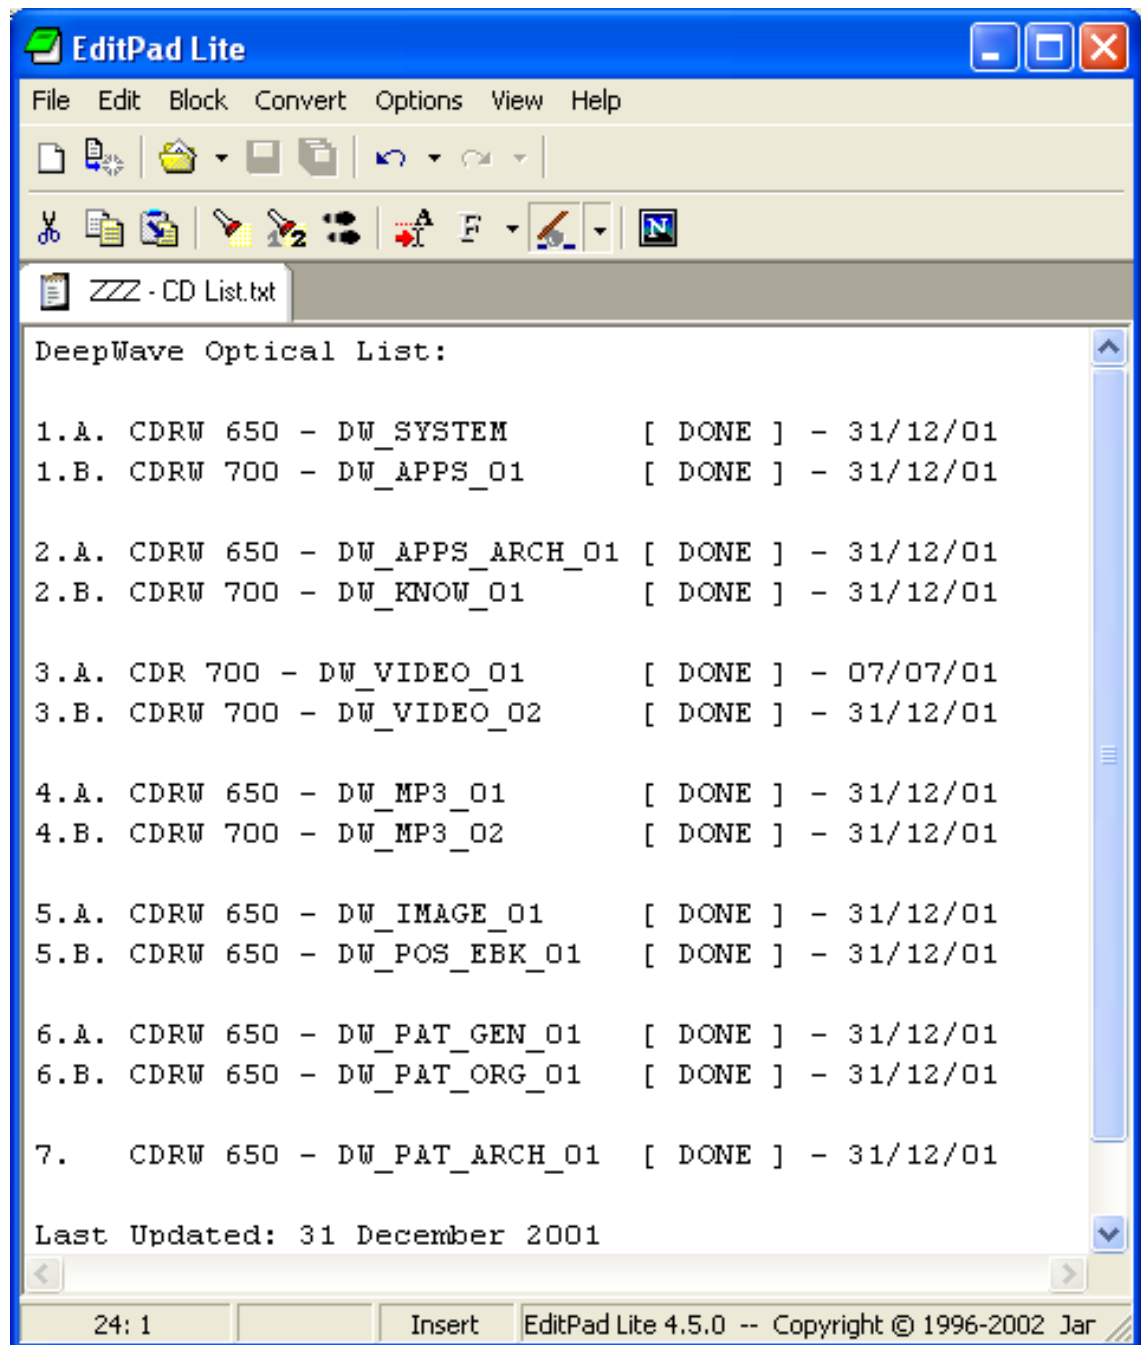 EditPad Lite
File Edit Block Convert Options View Help
ZZZ - CD List.txt
DeepWave Optical List:
1.A. CDRW 650 - DW_SYSTEM [ DONE ] - 31/12/01
1.B. CDRW 700 - DW_APPS_01 [ DONE ] - 31/12/01
2.A. CDRW 650 - DW_APPS_ARCH_01 [ DONE ] - 31/12/01
2.B. CDRW 700 - DW_KNOW_01 [ DONE ] - 31/12/01
3.A. CDR 700 - DW_VIDEO_01 [ DONE ] - 07/07/01
3.B. CDRW 700 - DW_VIDEO_02 [ DONE ] - 31/12/01
4.A. CDRW 650 - DW_MP3_01 [ DONE ] - 31/12/01
4.B. CDRW 700 - DW_MP3_02 [ DONE ] - 31/12/01
5.A. CDRW 650 - DW_IMAGE_01 [ DONE ] - 31/12/01
5.B. CDRW 650 - DW_POS_EBK_01 [ DONE ] - 31/12/01
6.A. CDRW 650 - DW_PAT_GEN_01 [ DONE ] - 31/12/01
6.B. CDRW 650 - DW_PAT_ORG_01 [ DONE ] - 31/12/01
7. CDRW 650 - DW_PAT_ARCH_01 [ DONE ] - 31/12/01
Last Updated: 31 December 2001
24: 1 Insert EditPad Lite 4.5.0 -- Copyright © 1996-2002 Jan